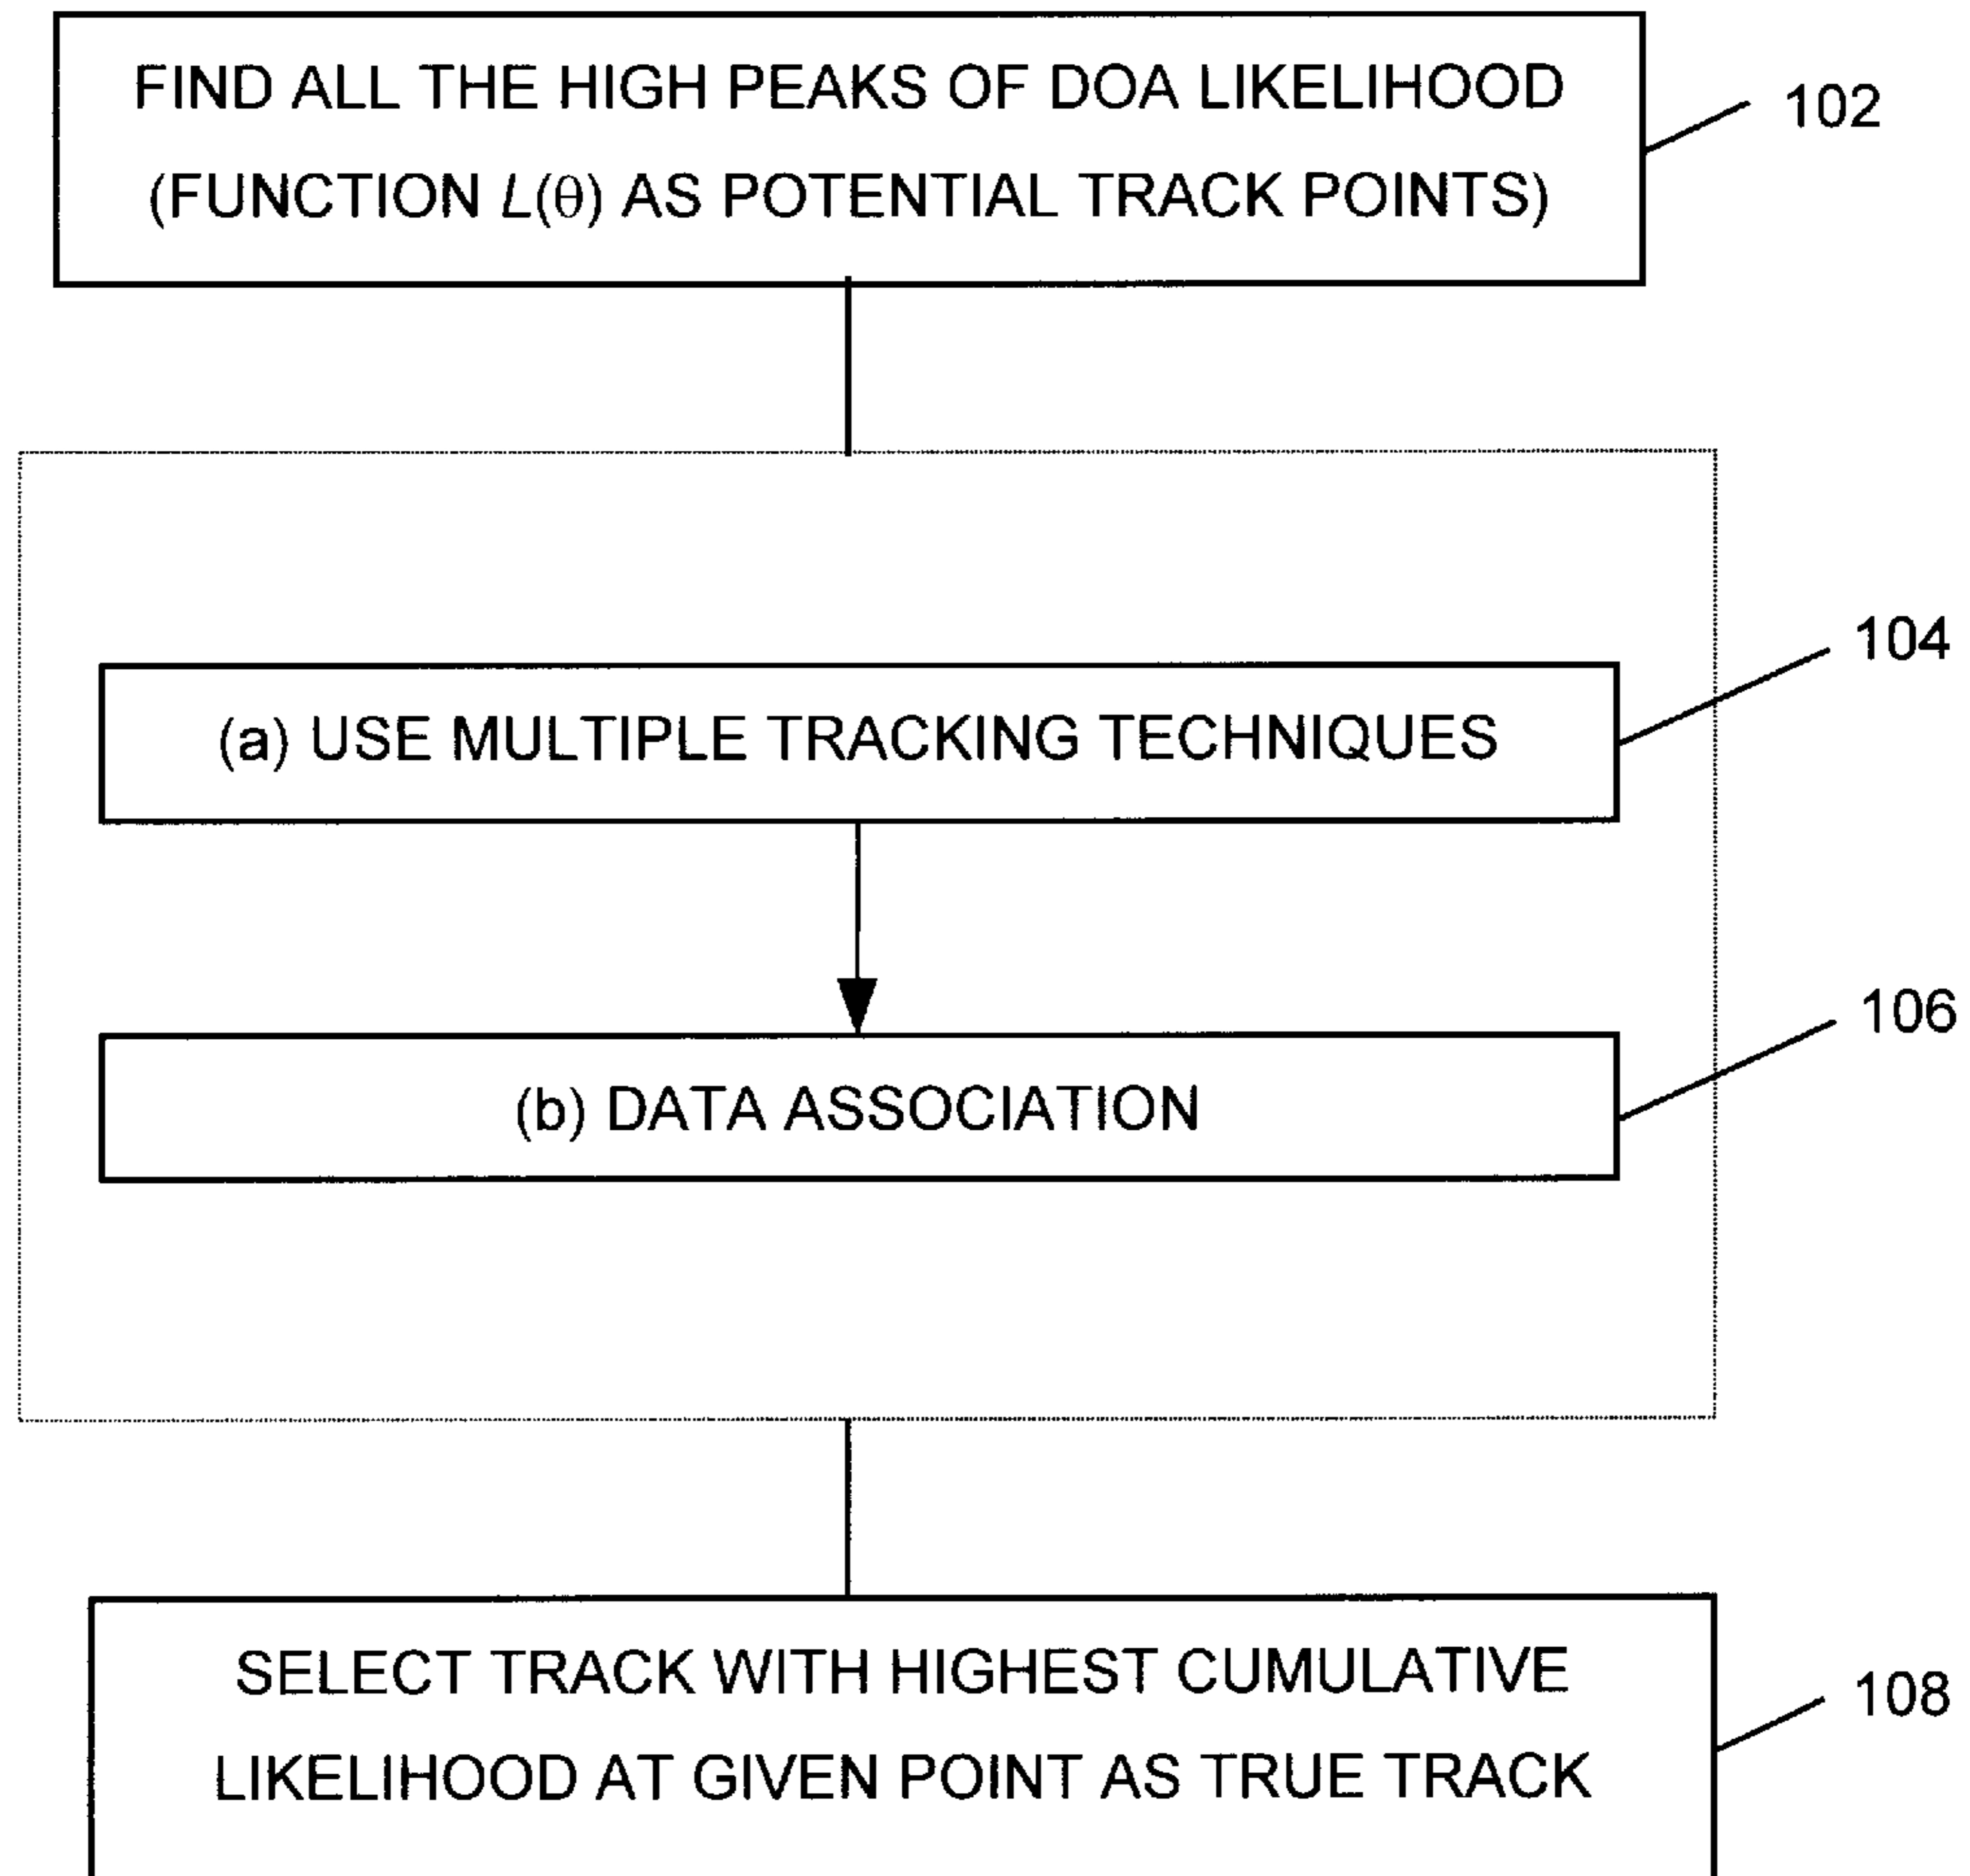 FIND ALL THE HIGH PEAKS OF DOA LIKELIHOOD
(FUNCTION L(θ) AS POTENTIAL TRACK POINTS)
102
104
(a) USE MULTIPLE TRACKING TECHNIQUES
106
(b) DATA ASSOCIATION
SELECT TRACK WITH HIGHEST CUMULATIVE
LIKELIHOOD AT GIVEN POINT AS TRUE TRACK
108